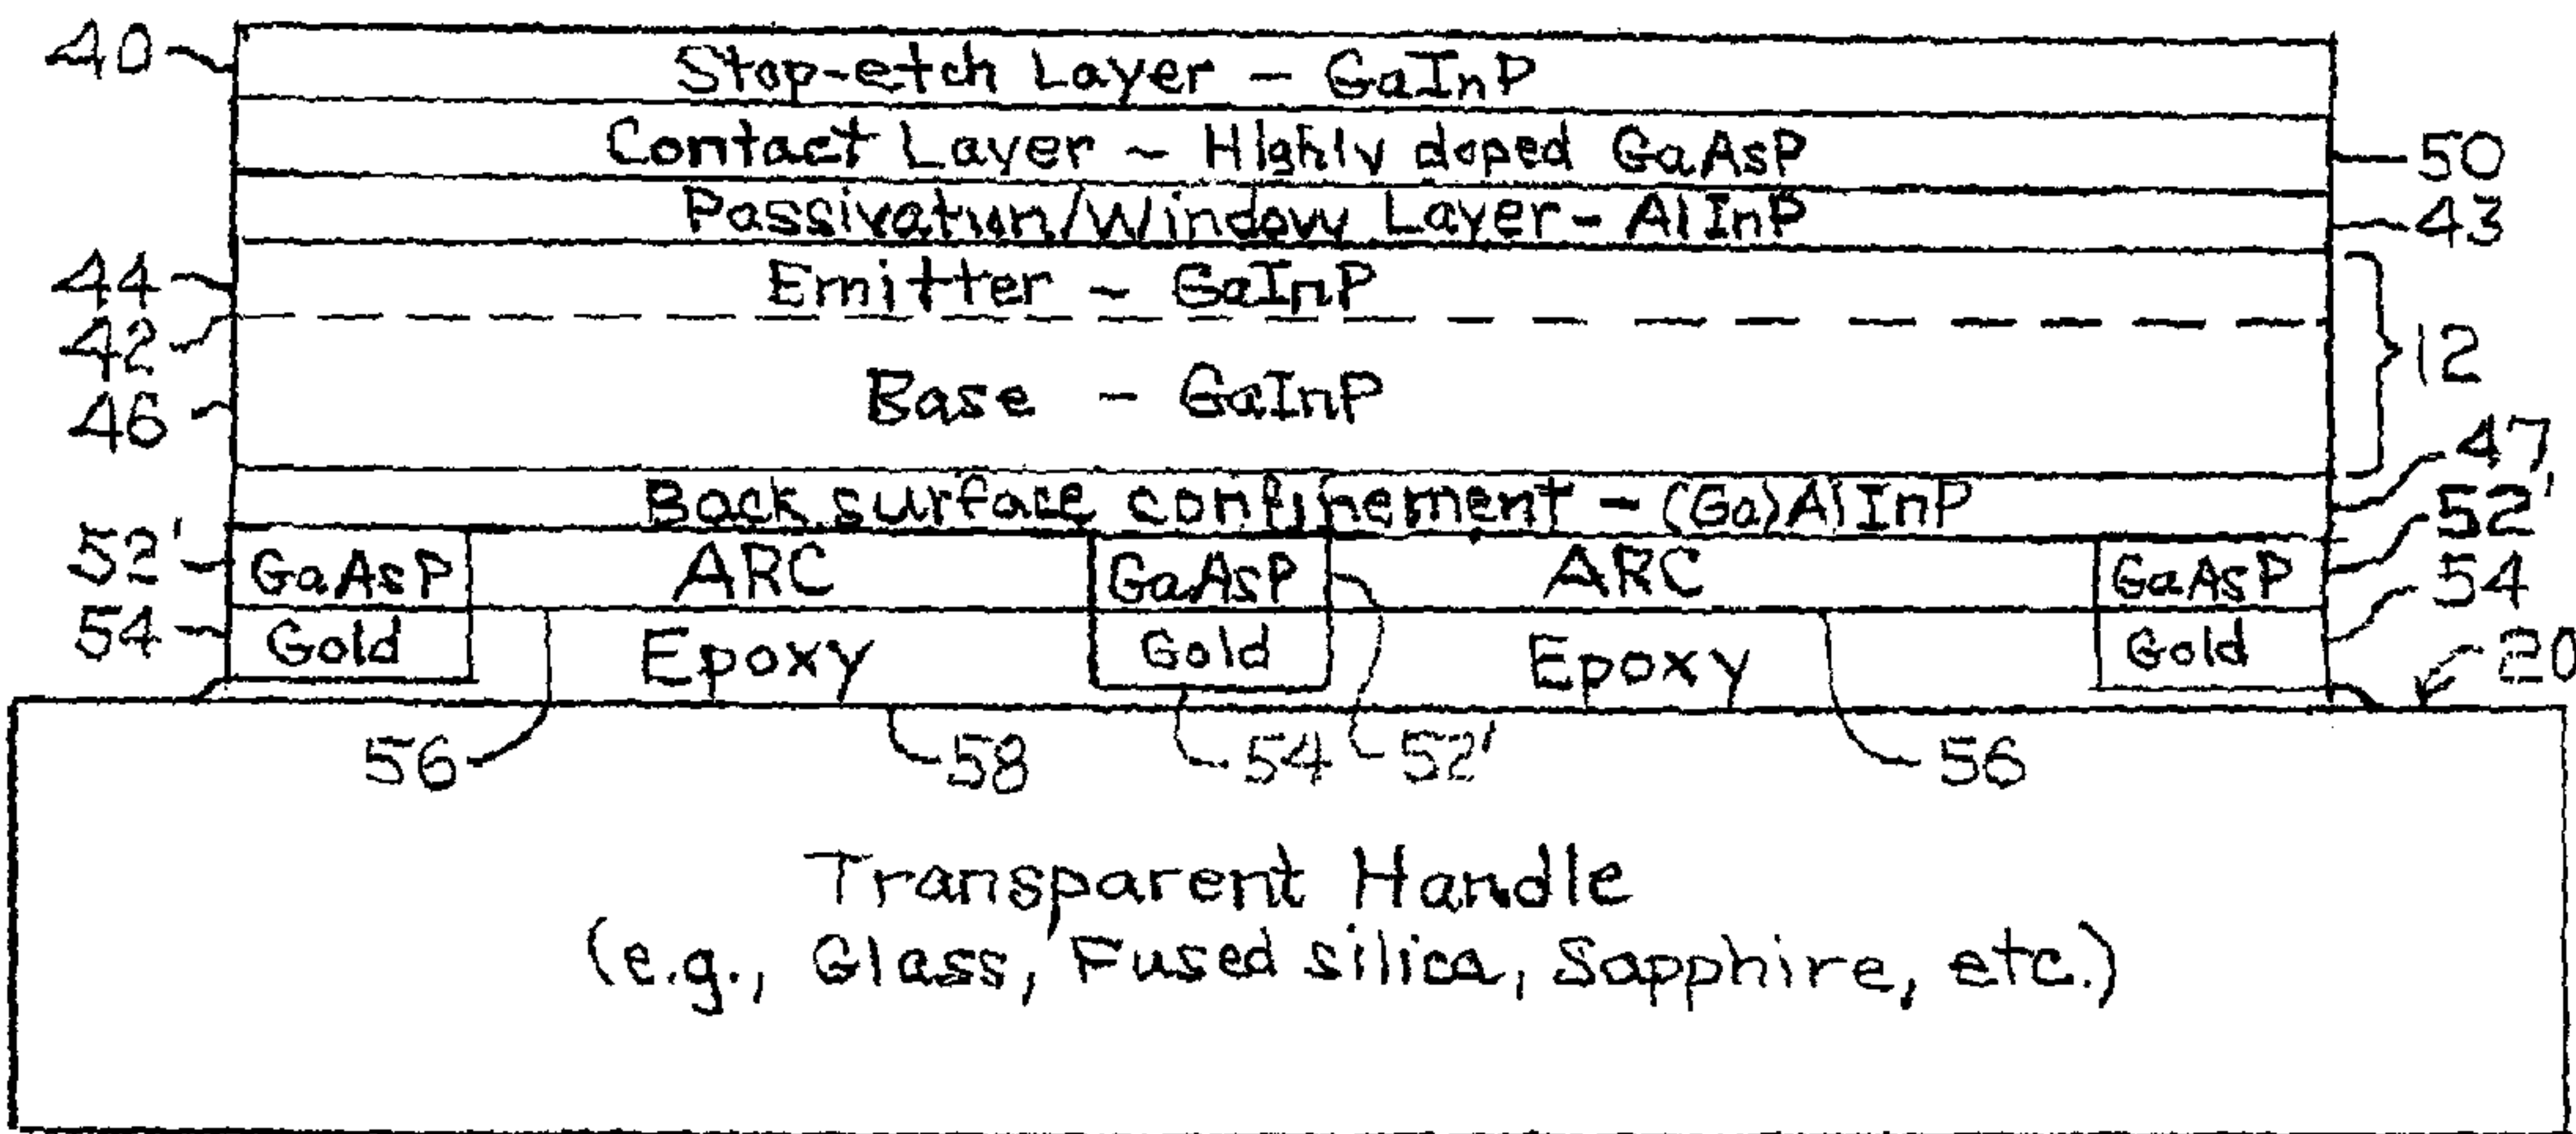 40 Stop-etch Layer - GaInP
Contact Layer - Highly doped GaAsP 50
Passivation/Window Layer - AlInP 43
44 Emitter - GaInP
42 12
46 Base - GaInP
Back surface confinement - (Ga)AlInP 47
52' GaAsP ARC GaAsP ARC GaAsP 52'
54 Gold Epoxy Gold Epoxy Gold 54
20
56 58 54 52' 56
Transparent Handle
(e.g., Glass, Fused silica, Sapphire, etc.)